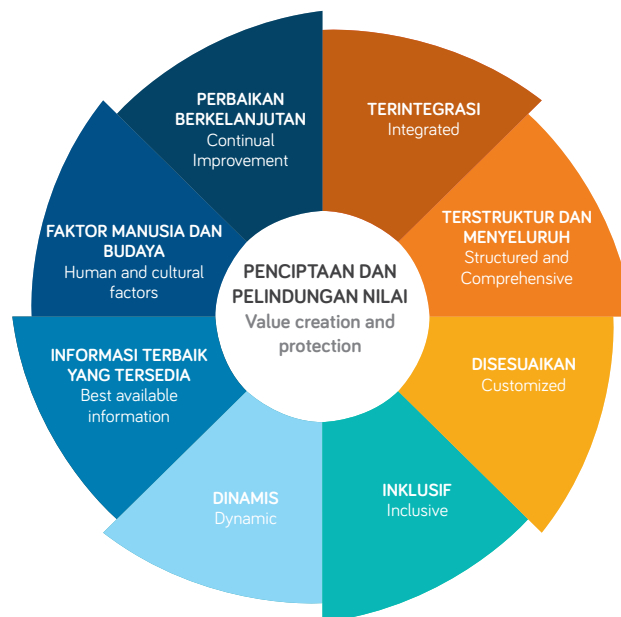 PERBAIKAN
BERKELANJUTAN
Continual
Improvement
TERINTEGRASI
Integrated
TERSTRUKTUR DAN
MENYELURUH
Structured and
Comprehensive
DISESUAIKAN
Customized
INKLUSIF
Inclusive
DINAMIS
Dynamic
INFORMASI TERBAIK
YANG TERSEDIA
Best available
information
FAKTOR MANUSIA DAN
BUDAYA
Human and cultural
factors
PENCIPTAAN DAN
PELINDUNGAN NILAI
Value creation and
protection